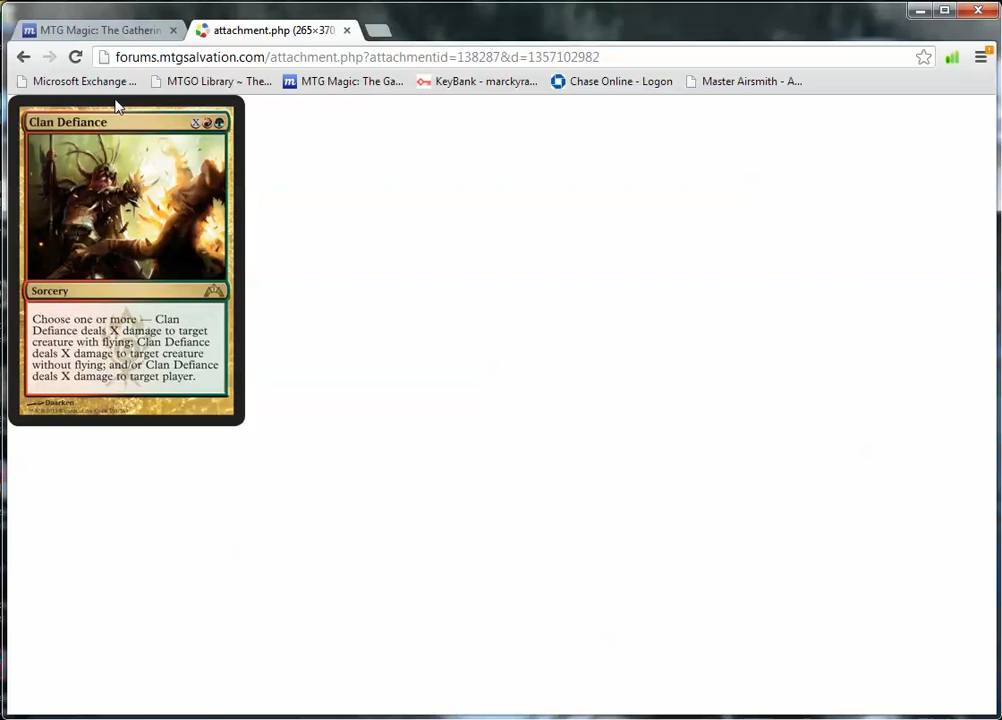 MTG Magic: The Gatherin
attachment.php (265×370
forums.mtgsalvation.com/attachment.php?attachmentid=138287&d=1357102982
Microsoft Exchange ...
MTGO Library ~ The...
MTG Magic: The Ga...
KeyBank - marckyra...
Chase Online - Logon
Master Airsmith - A...
Clan Defiance
X
Sorcery
Choose one or more — Clan
Defiance deals X damage to target
creature with flying; Clan Defiance
deals X damage to target creature
without flying; and/or Clan Defiance
deals X damage to target player.
Daarken